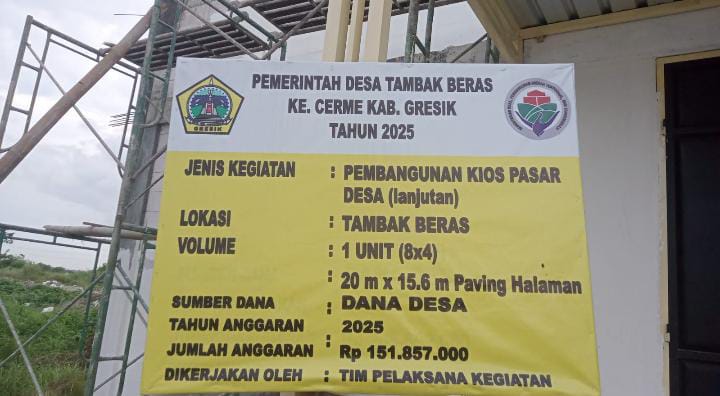 PEMERINTAH DESA TAMBAK BERAS
KE. CERME KAB. GRESIK
TAHUN 2025
GRESIK
JENIS KEGIATAN : PEMBANGUNAN KIOS PASAR
DESA (lanjutan)
LOKASI : TAMBAK BERAS
VOLUME : 1 UNIT (8x4)
: 20 m x 15.6 m Paving Halaman
SUMBER DANA : DANA DESA
TAHUN ANGGARAN : 2025
JUMLAH ANGGARAN : Rp 151.857.000
DIKERJAKAN OLEH : TIM PELAKSANA KEGIATAN